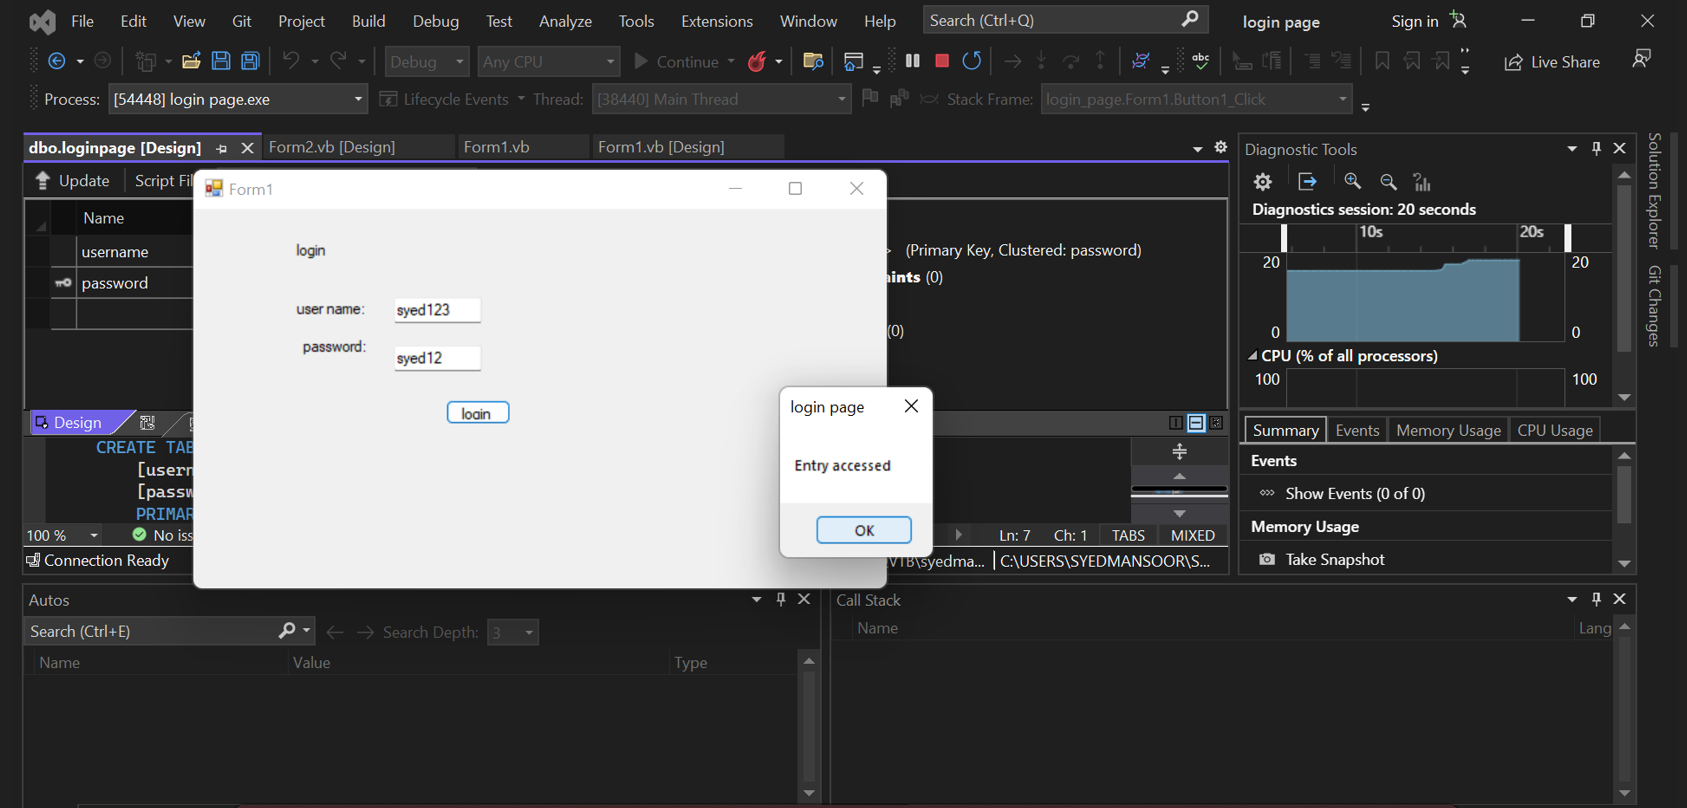 File Edit View Git Project Build Debug Test Analyze Tools Extensions Window Help Search (Ctrl+Q) login page Sign in
Debug Any CPU Continue Live Share
Process: [54448] login page.exe Lifecycle Events Thread: [38440] Main Thread Stack Frame: login_page.Form1.Button1_Click
dbo.loginpage [Design] Form2.vb [Design] Form1.vb Form1.vb [Design]
Update Script Fil
Name
username
password
(Primary Key, Clustered: password)
aints (0)
(0)
Form1
login
user name: syed123
password: syed12
login
login page
Entry accessed
OK
Design
CREATE TAB
[usern
[passw
PRIMAR
100 % No iss Ln: 7 Ch: 1 TABS MIXED
Connection Ready \syedma... C:\USERS\SYEDMANSOOR\S...
Diagnostic Tools
Diagnostics session: 20 seconds
10s 20s
20 20
0 0
CPU (% of all processors)
100 100
Summary Events Memory Usage CPU Usage
Events
Show Events (0 of 0)
Memory Usage
Take Snapshot
Solution Explorer
Git Changes
Autos
Search (Ctrl+E) Search Depth: 3
Name Value Type
Call Stack
Name Lang